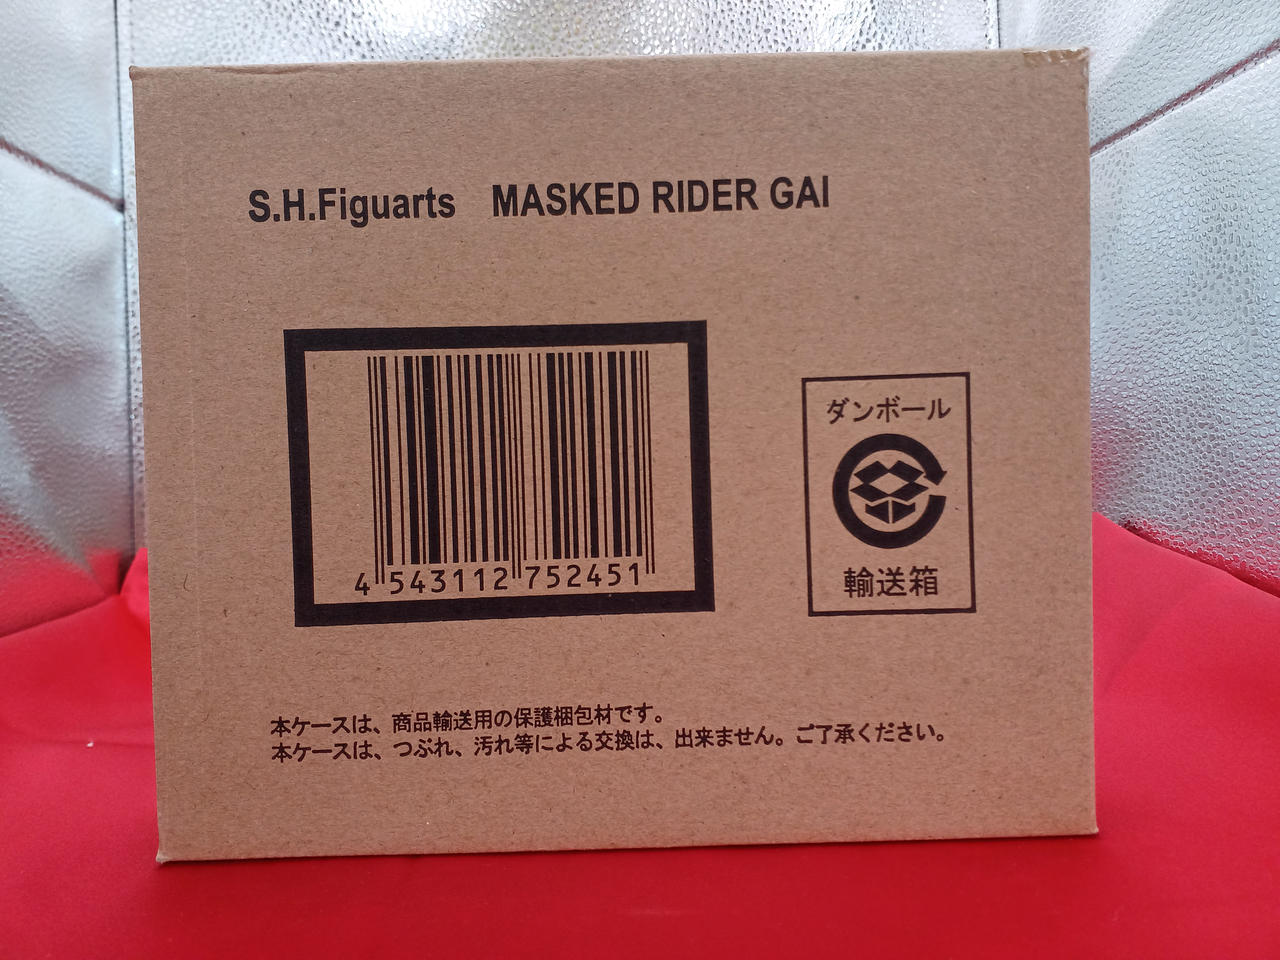 S.H.Figuarts　MASKED RIDER GAI
4 543112 752451
ダンボール
輸送箱
本ケースは、商品輸送用の保護梱包材です。
本ケースは、つぶれ、汚れ等による交換は、出来ません。ご了承ください。